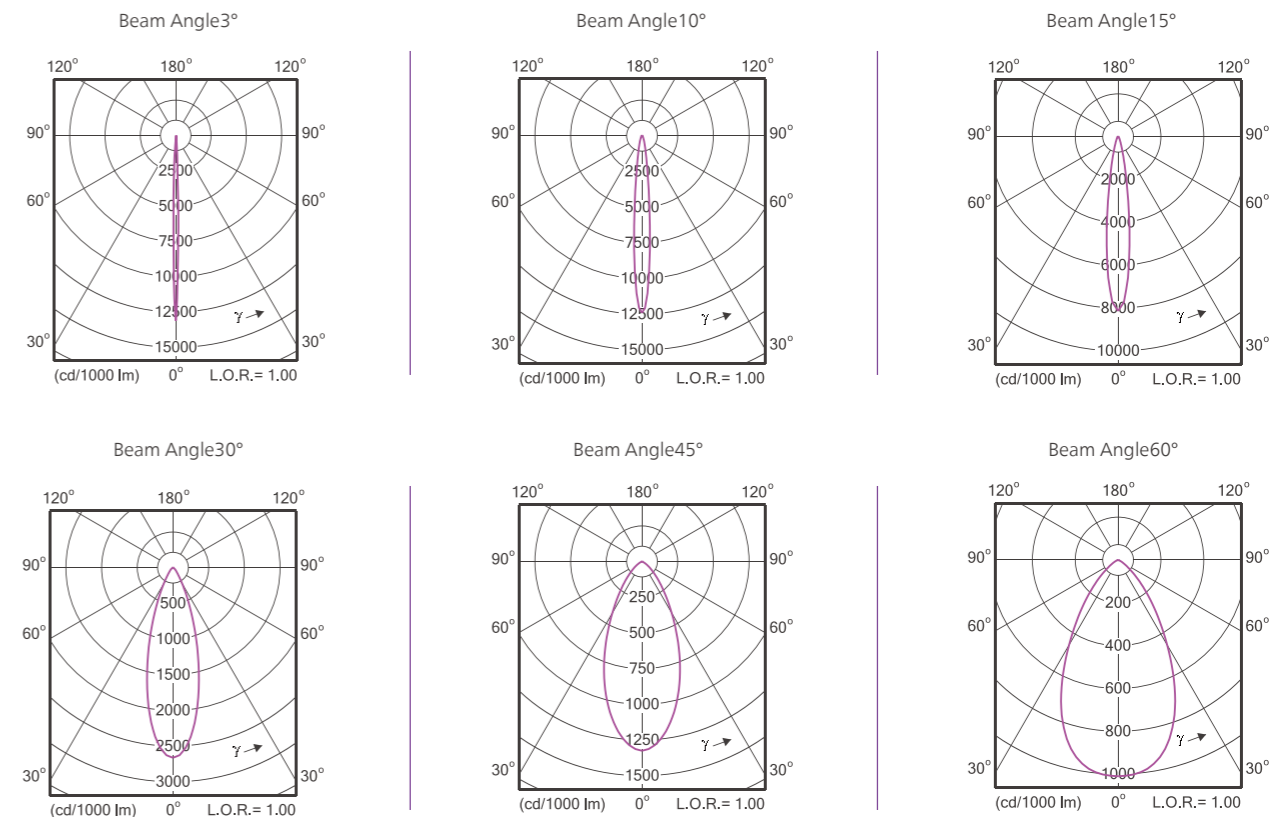 Beam Angle3°
120° 180° 120°
90° 90°
2500
60° 5000 60°
7500
10000
12500 γ
30° 15000 30°
(cd/1000 lm) 0° L.O.R.= 1.00
Beam Angle10°
120° 180° 120°
90° 90°
2500
60° 5000 60°
7500
10000
12500 γ
30° 15000 30°
(cd/1000 lm) 0° L.O.R.= 1.00
Beam Angle15°
120° 180° 120°
90° 90°
2000
60° 4000 60°
6000
8000 γ
30° 10000 30°
(cd/1000 lm) 0° L.O.R.= 1.00
Beam Angle30°
120° 180° 120°
90° 90°
500
60° 1000 60°
1500
2000
2500 γ
30° 3000 30°
(cd/1000 lm) 0° L.O.R.= 1.00
Beam Angle45°
120° 180° 120°
90° 90°
250
60° 500 60°
750
1000
1250 γ
30° 1500 30°
(cd/1000 lm) 0° L.O.R.= 1.00
Beam Angle60°
120° 180° 120°
90° 90°
200
60° 400 60°
600
800 γ
30° 1000 30°
(cd/1000 lm) 0° L.O.R.= 1.00